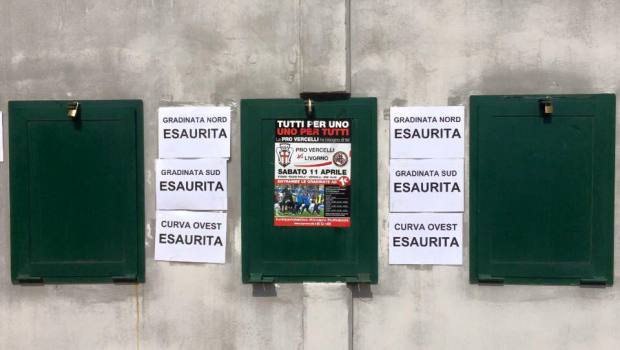 GRADINATA NORD
ESAURITA
GRADINATA SUD
ESAURITA
CURVA OVEST
ESAURITA
TUTTI PER UNO
UNO PER TUTTI
PRO VERCELLI
LIVORNO
SABATO 11 APRILE
GRADINATA NORD
ESAURITA
GRADINATA SUD
ESAURITA
CURVA OVEST
ESAURITA